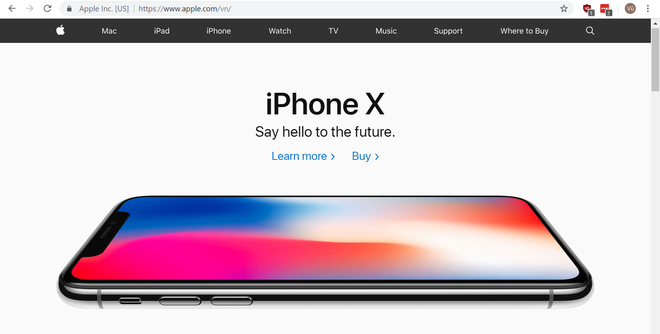 Apple Inc. [US] | https://www.apple.com/vn/
Mac iPad iPhone Watch TV Music Support Where to Buy
iPhone X
Say hello to the future.
Learn more > Buy >